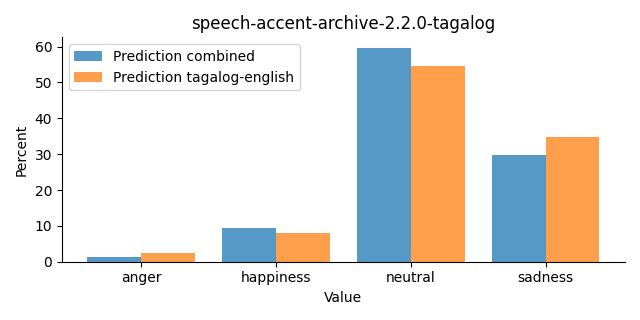 speech-accent-archive-2.2.0-tagalog
Prediction combined
Prediction tagalog-english
Percent
60
50
40
30
20
10
0
anger happiness neutral sadness
Value